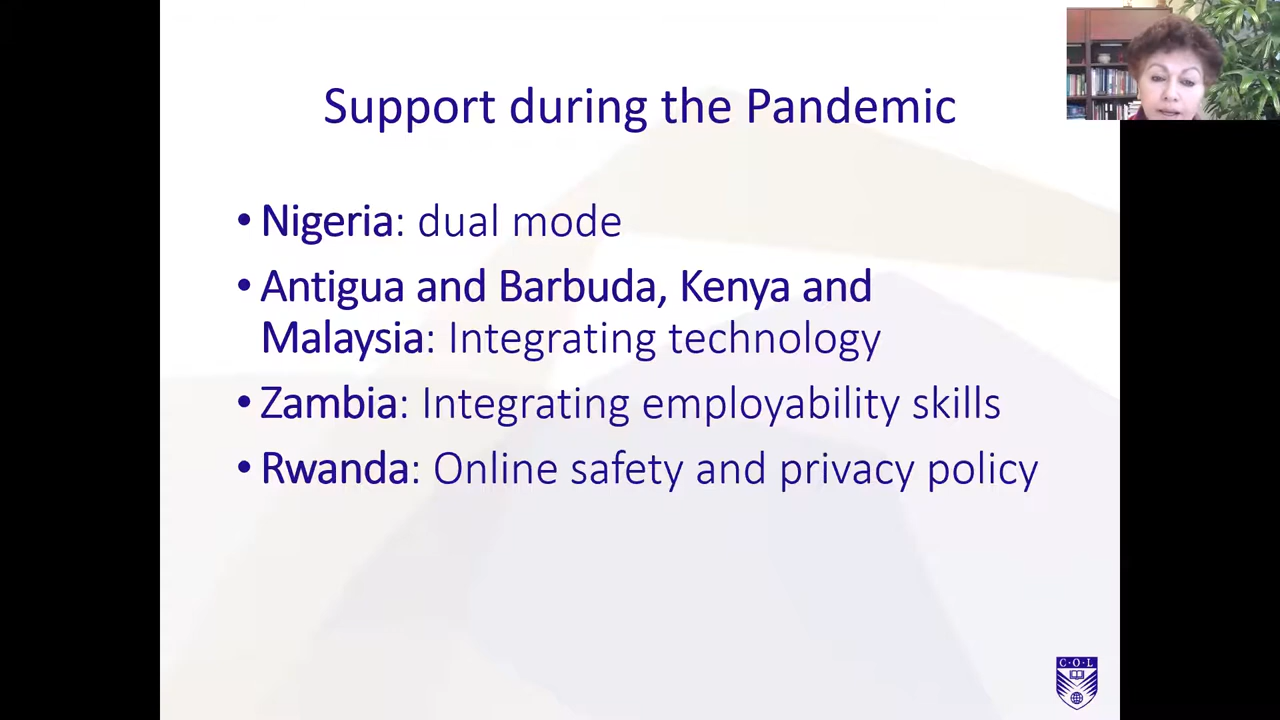 Support during the Pandemic
• Nigeria: dual mode
• Antigua and Barbuda, Kenya and
Malaysia: Integrating technology
• Zambia: Integrating employability skills
• Rwanda: Online safety and privacy policy
C·O·L